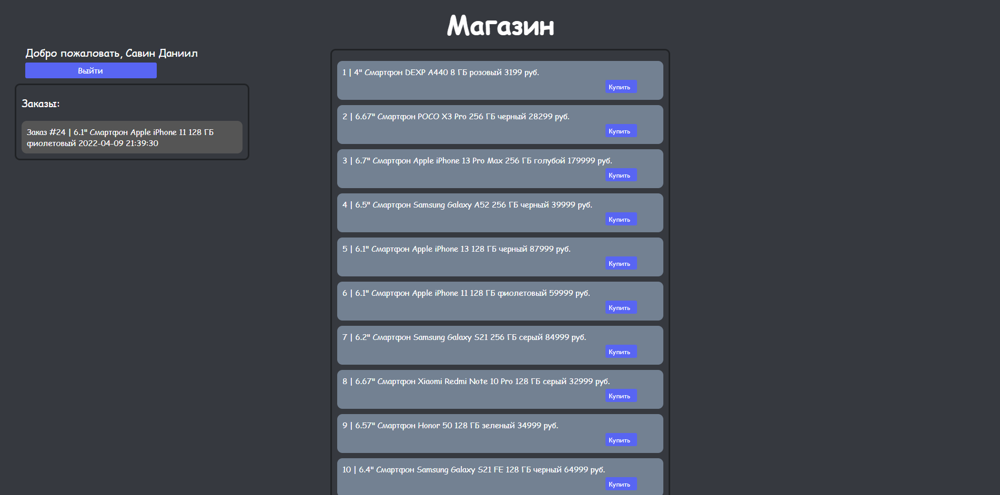 Магазин
Добро пожаловать, Савин Даниил
Выйти
Заказы:
Заказ #24 | 6.1" Смартфон Apple iPhone 11 128 ГБ
фиолетовый 2022-04-09 21:39:30
1 | 4" Смартфон DEXP A440 8 ГБ розовый 3199 руб.
Купить
2 | 6.67" Смартфон POCO X3 Pro 256 ГБ черный 28299 руб.
Купить
3 | 6.7" Смартфон Apple iPhone 13 Pro Max 256 ГБ голубой 179999 руб.
Купить
4 | 6.5" Смартфон Samsung Galaxy A52 256 ГБ черный 39999 руб.
Купить
5 | 6.1" Смартфон Apple iPhone 13 128 ГБ черный 87999 руб.
Купить
6 | 6.1" Смартфон Apple iPhone 11 128 ГБ фиолетовый 59999 руб.
Купить
7 | 6.2" Смартфон Samsung Galaxy S21 256 ГБ серый 84999 руб.
Купить
8 | 6.67" Смартфон Xiaomi Redmi Note 10 Pro 128 ГБ серый 32999 руб.
Купить
9 | 6.57" Смартфон Honor 50 128 ГБ зеленый 34999 руб.
Купить
10 | 6.4" Смартфон Samsung Galaxy S21 FE 128 ГБ черный 64999 руб.
Купить